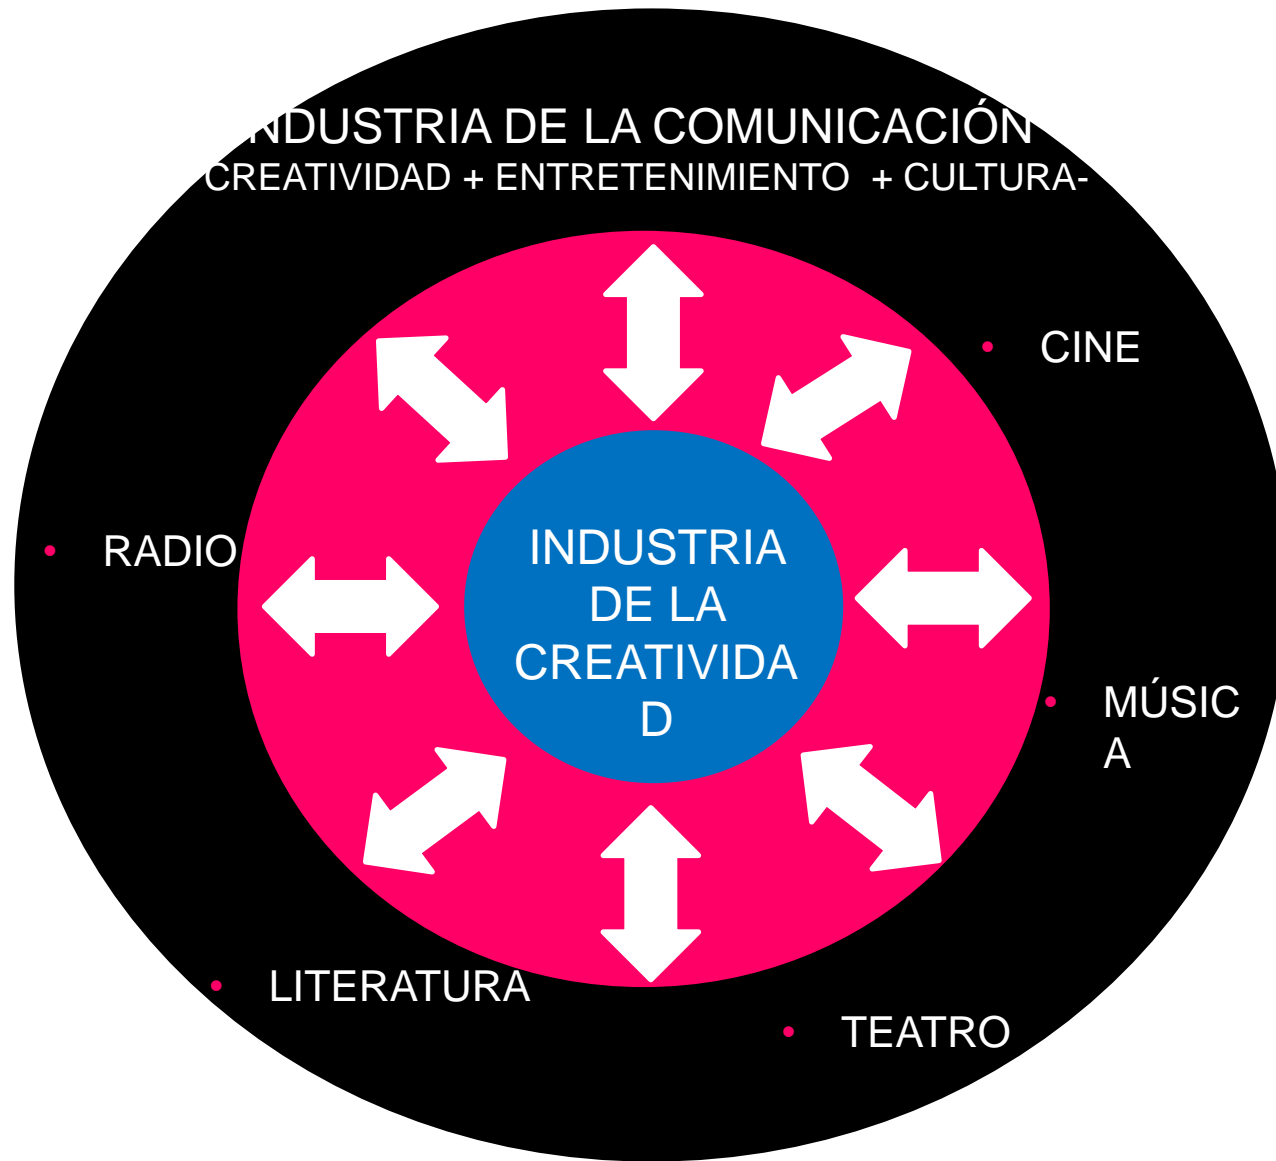 NDUSTRIA DE LA COMUNICACIÓN
CREATIVIDAD + ENTRETENIMIENTO + CULTURA-
• CINE
• RADIO
INDUSTRIA
DE LA
CREATIVIDA
D
• MÚSIC
A
• LITERATURA
• TEATRO